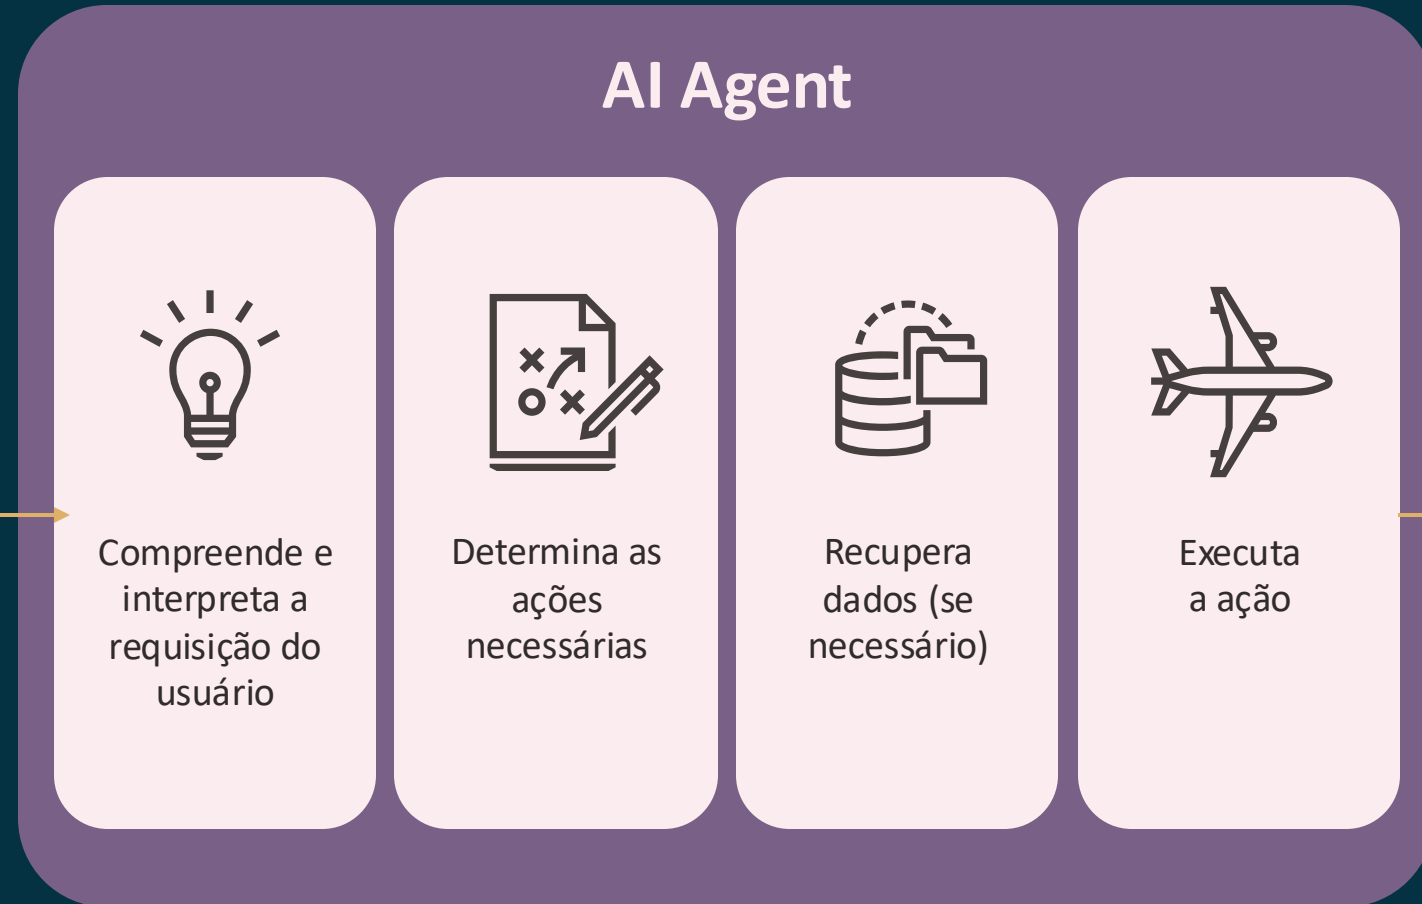 AI Agent
Compreende e
interpreta a
requisição do
usuário
Determina as
ações
necessárias
Recupera
dados (se
necessário)
Executa
a ação